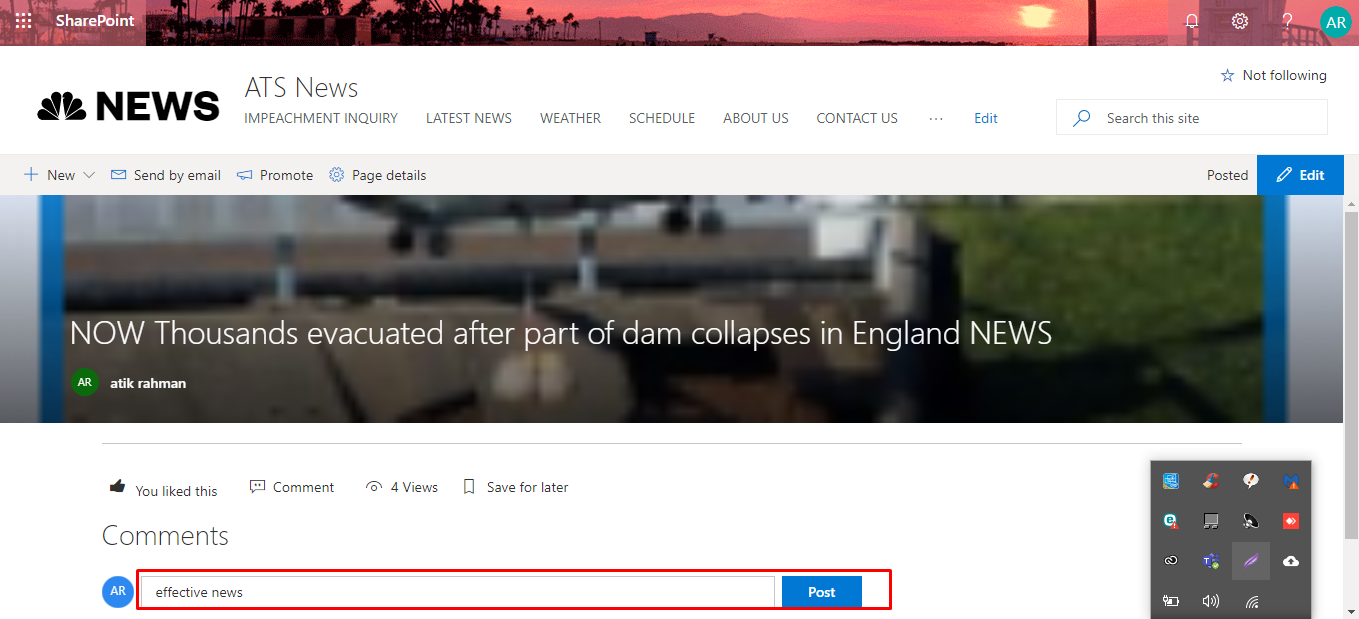 SharePoint
?
AR
NEWS
ATS News
Not following
IMPEACHMENT INQUIRY LATEST NEWS WEATHER SCHEDULE ABOUT US CONTACT US ··· Edit
Search this site
New Send by email Promote Page details Posted Edit
NOW Thousands evacuated after part of dam collapses in England NEWS
AR atik rahman
You liked this Comment 4 Views Save for later
Comments
AR effective news Post